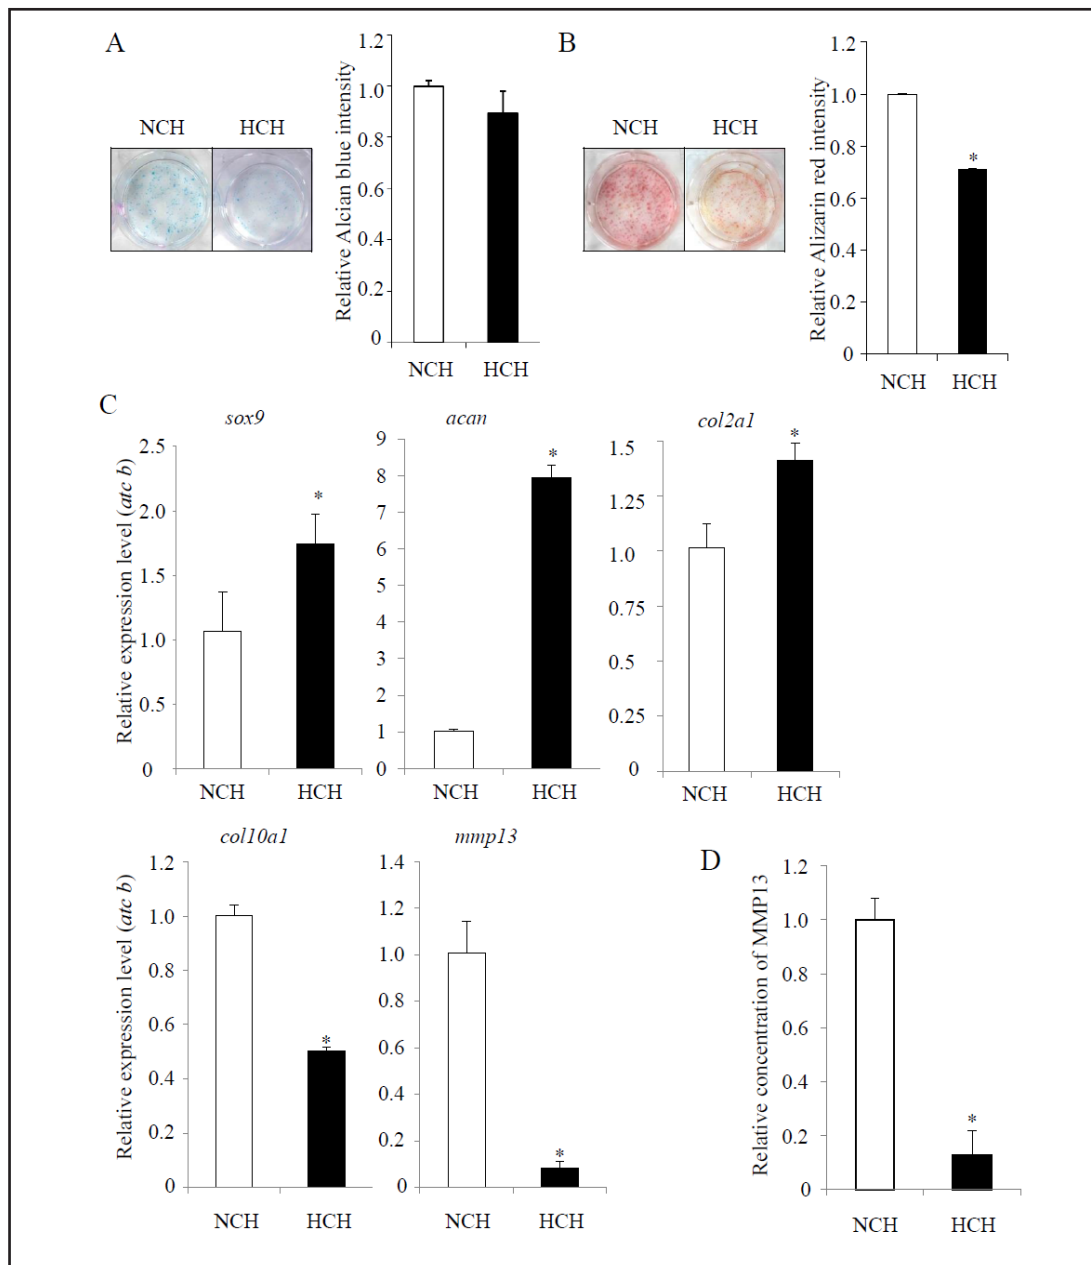 A
NCH HCH
Relative Alcian blue intensity
1.2
1.0
0.8
0.6
0.4
0.2
0
NCH HCH
B
NCH HCH
Relative Alizarin red intensity
1.2
1.0
0.8
0.6
0.4
0.2
0
*
NCH HCH
C
Relative expression level (atc b)
sox9
2.5
2.0
1.5
1.0
0.5
0
*
NCH HCH
acan
9
8
7
6
5
4
3
2
1
0
*
NCH HCH
col2a1
1.5
1.25
1.0
0.75
0.5
0.25
0
*
NCH HCH
Relative expression level (atc b)
col10a1
1.2
1.0
0.8
0.6
0.4
0.2
0
*
NCH HCH
mmp13
1.4
1.2
1.0
0.8
0.6
0.4
0.2
0
*
NCH HCH
D
Relative concentration of MMP13
1.2
1.0
0.8
0.6
0.4
0.2
0
*
NCH HCH